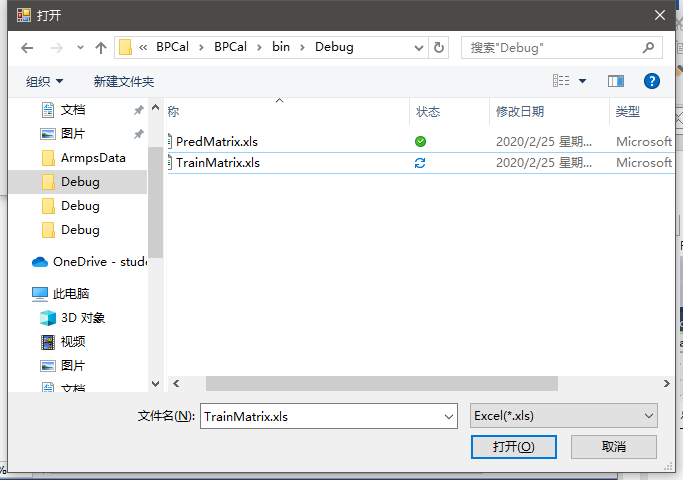 打开
« BPCal > BPCal > bin > Debug
搜索"Debug"
组织
新建文件夹
称
状态
修改日期
类型
文档
图片
ArmpsData
Debug
Debug
Debug
OneDrive - stude
此电脑
3D 对象
视频
图片
文档
PredMatrix.xls
2020/2/25 星期...
Microsoft
TrainMatrix.xls
2020/2/25 星期...
Microsoft
文件名(N):
TrainMatrix.xls
Excel(*.xls)
打开(O)
取消
%